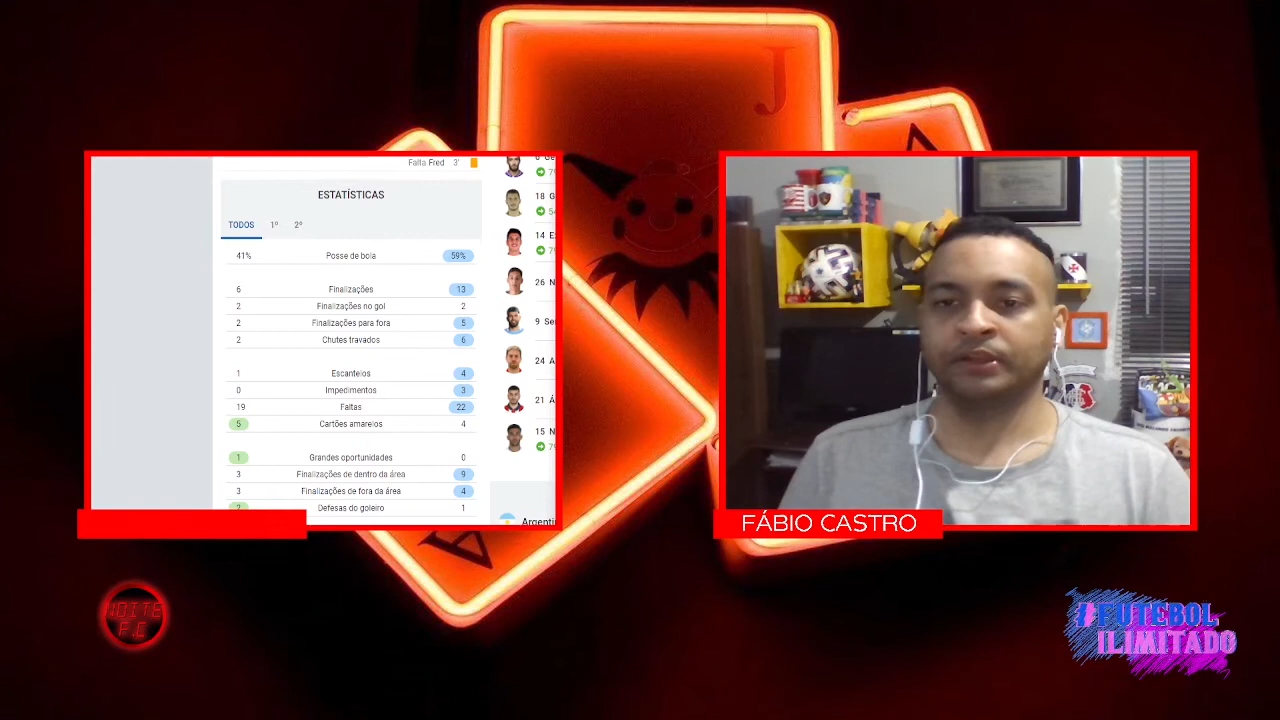 J
A
Falta Fred 3'
ESTATÍSTICAS
TODOS 1º 2º
41% Posse de bola 59%
6 Finalizações 13
2 Finalizações no gol 2
2 Finalizações para fora 5
2 Chutes travados 6
1 Escanteios 4
0 Impedimentos 3
19 Faltas 22
5 Cartões amarelos 4
1 Grandes oportunidades 0
3 Finalizações de dentro da área 9
3 Finalizações de fora da área 4
2 Defesas do goleiro 1
18 G
14 E
26 N
9 Se
24 A
21 Á
15 N
Argenti
FÁBIO CASTRO
A
NOITE
F.C
#FUTEBOL
ILIMITADO